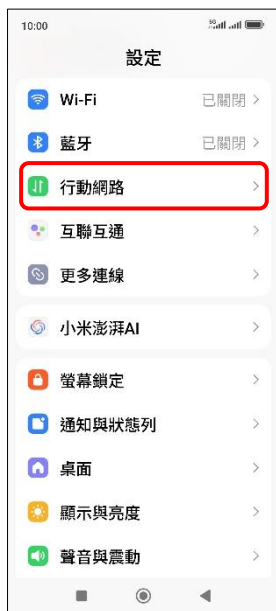 10:00
設定
Wi-Fi 已關閉
藍牙 已關閉
行動網路
互聯互通
更多連線
小米澎湃AI
螢幕鎖定
通知與狀態列
桌面
顯示與亮度
聲音與震動